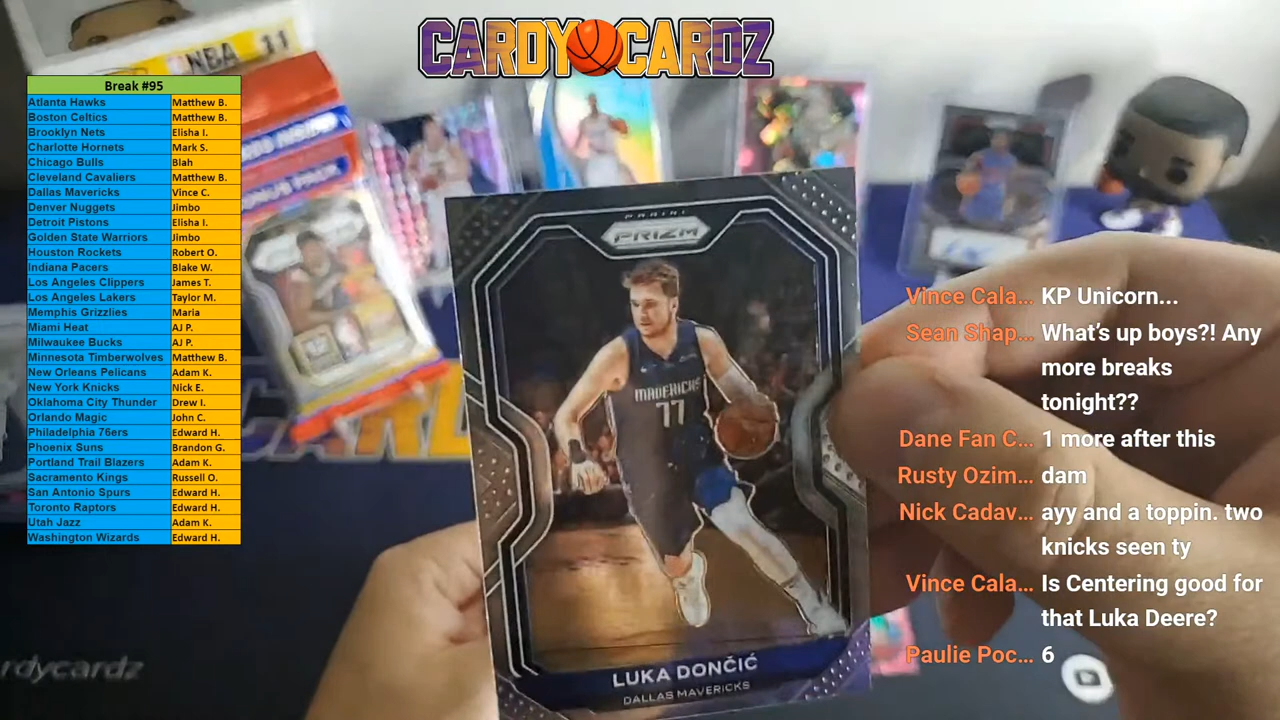 CARDY CARDZ
NBA 11
Break #95
Atlanta Hawks Matthew B.
Boston Celtics Matthew B.
Brooklyn Nets Elisha I.
Charlotte Hornets Mark S.
Chicago Bulls Blah
Cleveland Cavaliers Matthew B.
Dallas Mavericks Vince C.
Denver Nuggets Jimbo
Detroit Pistons Elisha I.
Golden State Warriors Jimbo
Houston Rockets Robert O.
Indiana Pacers Blake W.
Los Angeles Clippers James T.
Los Angeles Lakers Taylor M.
Memphis Grizzlies Maria
Miami Heat AJ P.
Milwaukee Bucks AJ P.
Minnesota Timberwolves Matthew B.
New Orleans Pelicans Adam K.
New York Knicks Nick E.
Oklahoma City Thunder Drew I.
Orlando Magic John C.
Philadelphia 76ers Edward H.
Phoenix Suns Brandon G.
Portland Trail Blazers Adam K.
Sacramento Kings Russell O.
San Antonio Spurs Edward H.
Toronto Raptors Edward H.
Utah Jazz Adam K.
Washington Wizards Edward H.
PANINI
PRIZM
MAVERICKS
77
LUKA DONČIĆ
DALLAS MAVERICKS
Vince Cala... KP Unicorn...
Sean Shap... What's up boys?! Any
more breaks
tonight??
Dane Fan C... 1 more after this
Rusty Ozim... dam
Nick Cadav... ayy and a toppin. two
knicks seen ty
Vince Cala... Is Centering good for
that Luka Deere?
Paulie Poc... 6
rdycardz